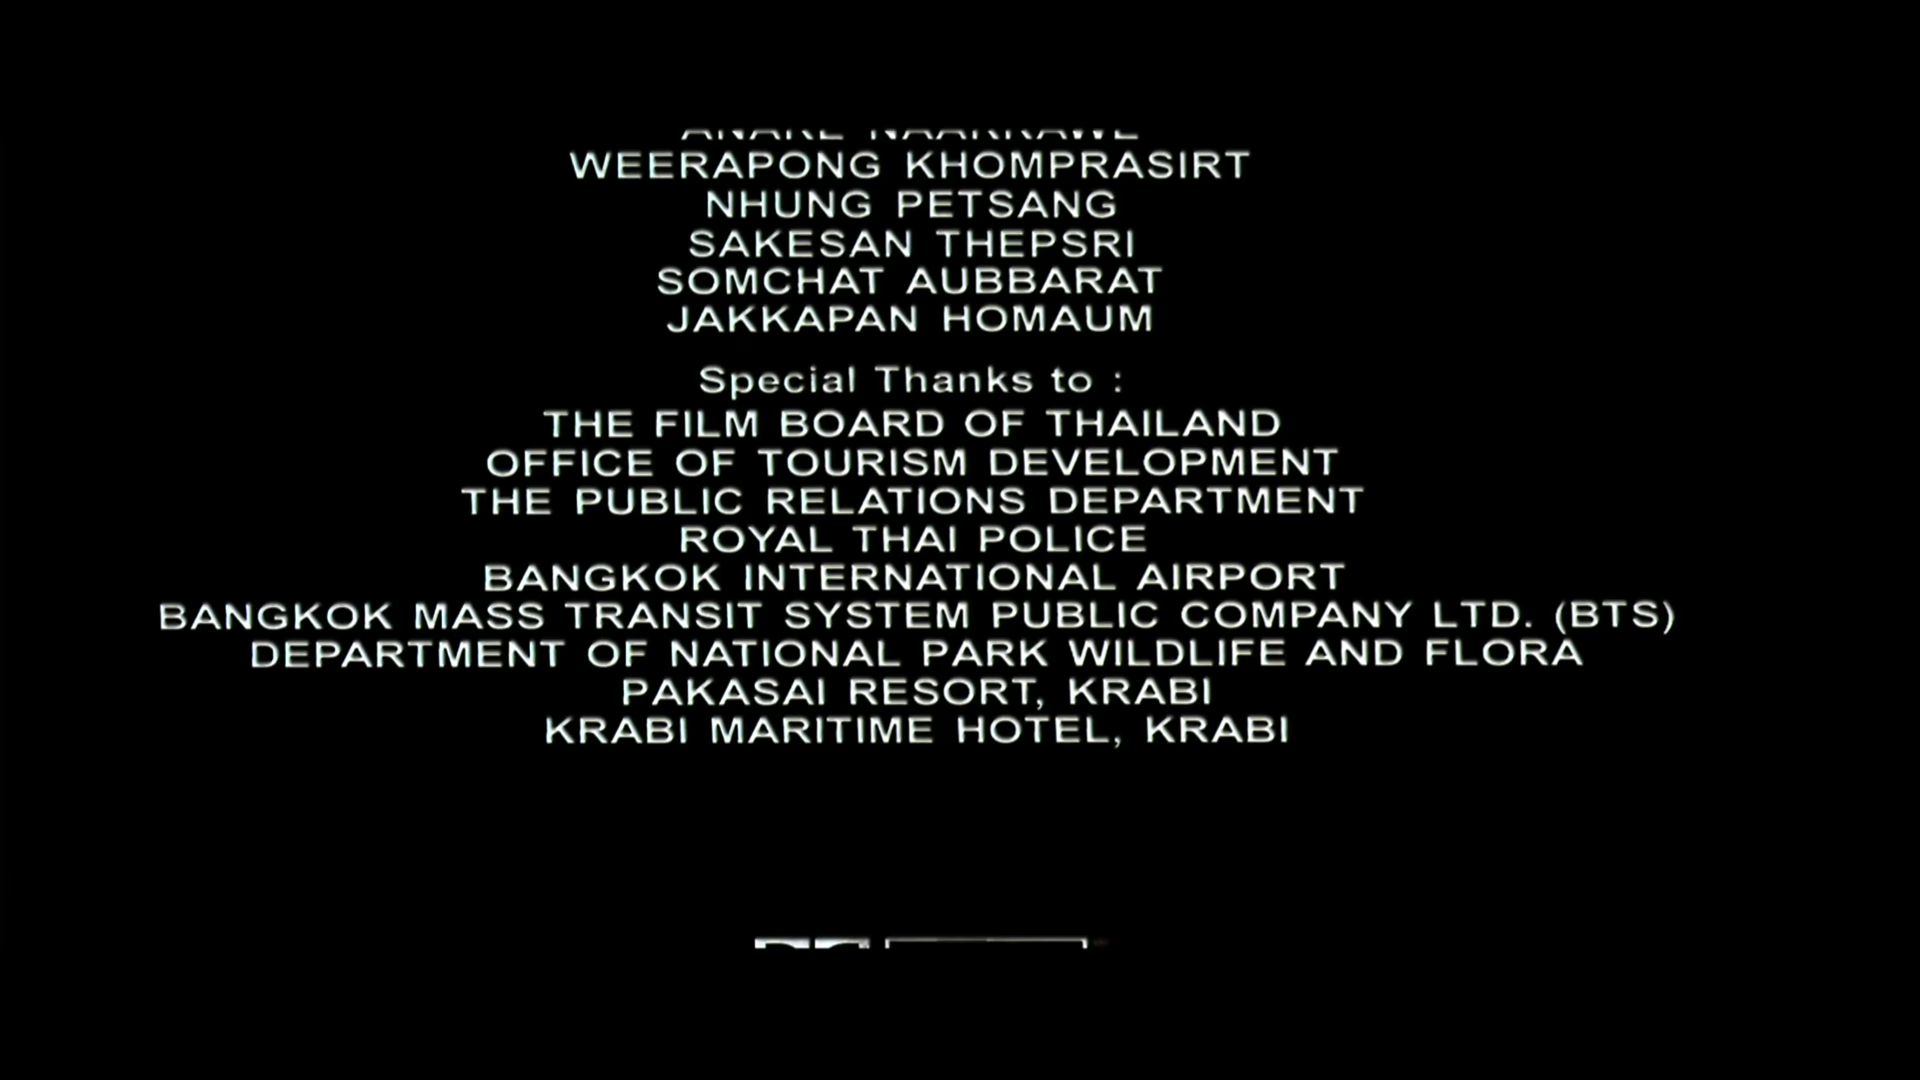 WEERAPONG KHOMPRASIRT
NHUNG PETSANG
SAKESAN THEPSRI
SOMCHAT AUBBARAT
JAKKAPAN HOMAUM
Special Thanks to :
THE FILM BOARD OF THAILAND
OFFICE OF TOURISM DEVELOPMENT
THE PUBLIC RELATIONS DEPARTMENT
ROYAL THAI POLICE
BANGKOK INTERNATIONAL AIRPORT
BANGKOK MASS TRANSIT SYSTEM PUBLIC COMPANY LTD. (BTS)
DEPARTMENT OF NATIONAL PARK WILDLIFE AND FLORA
PAKASAI RESORT, KRABI
KRABI MARITIME HOTEL, KRABI